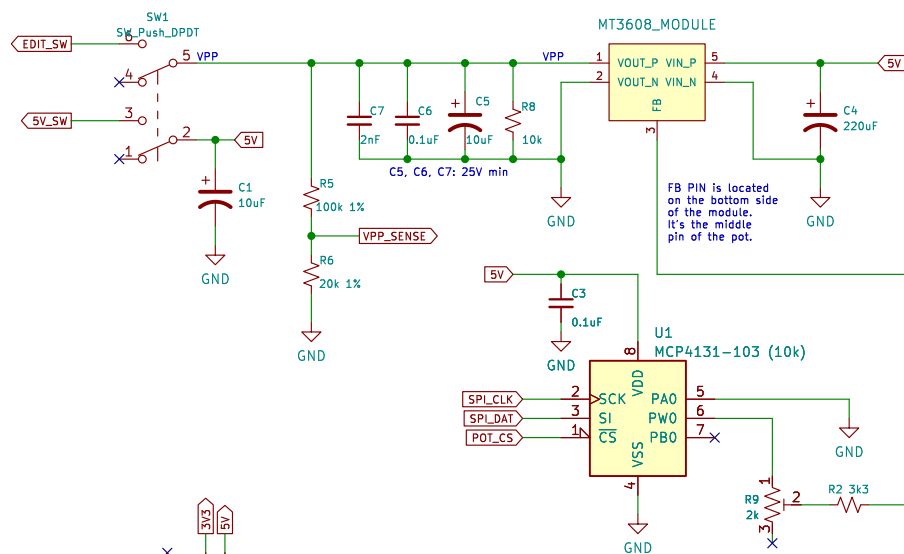 SW1
SW_Push_DPDT
EDIT_SW
6
5
VPP
4
5V_SW
3
2
5V
1
C1
10uF
GND
R5
100k 1%
VPP_SENSE
R6
20k 1%
GND
C7
2nF
C6
0.1uF
C5
10uF
R8
10k
C5, C6, C7: 25V min
GND
VPP
MT3608_MODULE
1
VOUT_P
VIN_P
5
2
VOUT_N
VIN_N
4
FB
3
5V
C4
220uF
GND
FB PIN is located
on the bottom side
of the module.
It's the middle
pin of the pot.
5V
C3
0.1uF
GND
U1
MCP4131-103 (10k)
8
VDD
SPI_CLK
2
SCK
PA0
5
SPI_DAT
3
SI
PW0
6
POT_CS
1
CS
PB0
7
VSS
4
GND
GND
1
R9
2k
2
3
R2 3k3
3V3
5V